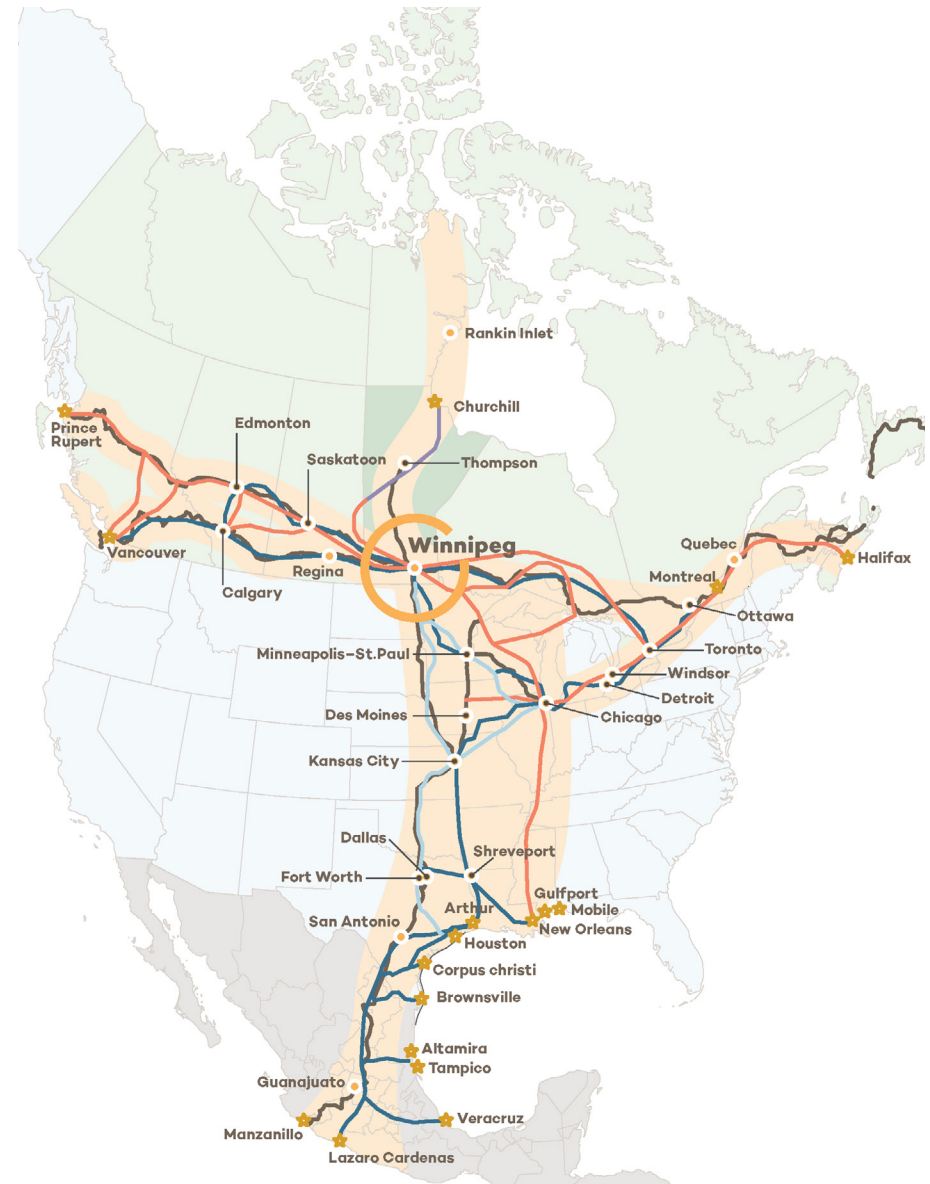 Rankin Inlet
Churchill
Prince
Rupert
Edmonton
Saskatoon
Thompson
Winnipeg
Vancouver
Regina
Calgary
Quebec
Halifax
Montreal
Ottawa
Minneapolis–St.Paul
Toronto
Windsor
Detroit
Des Moines
Chicago
Kansas City
Dallas
Shreveport
Fort Worth
Gulfport
Arthur
Mobile
San Antonio
New Orleans
Houston
Corpus christi
Brownsville
Altamira
Tampico
Guanajuato
Veracruz
Manzanillo
Lazaro Cardenas